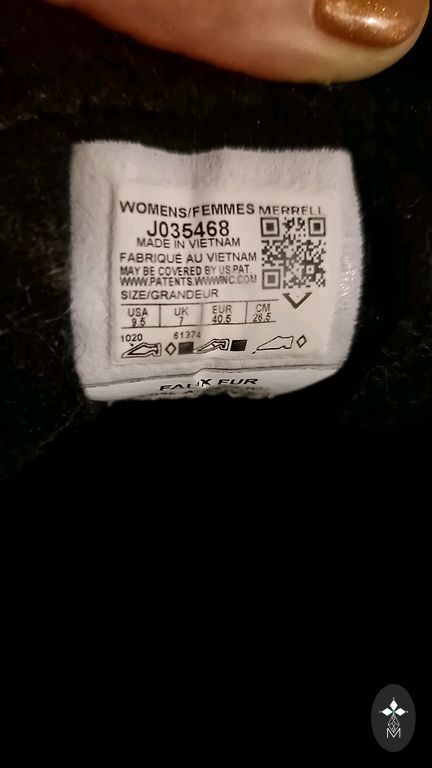 WOMENS/FEMMES MERRELL
J035468
MADE IN VIETNAM
FABRIQUÉ AU VIETNAM
MAY BE COVERED BY US PAT.
WWW.PATENTS.WWWINC.COM
SIZE/GRANDEUR
USA UK EUR CM
9.5 7 40.5 26.5
1020 61374
FAUX FUR
M